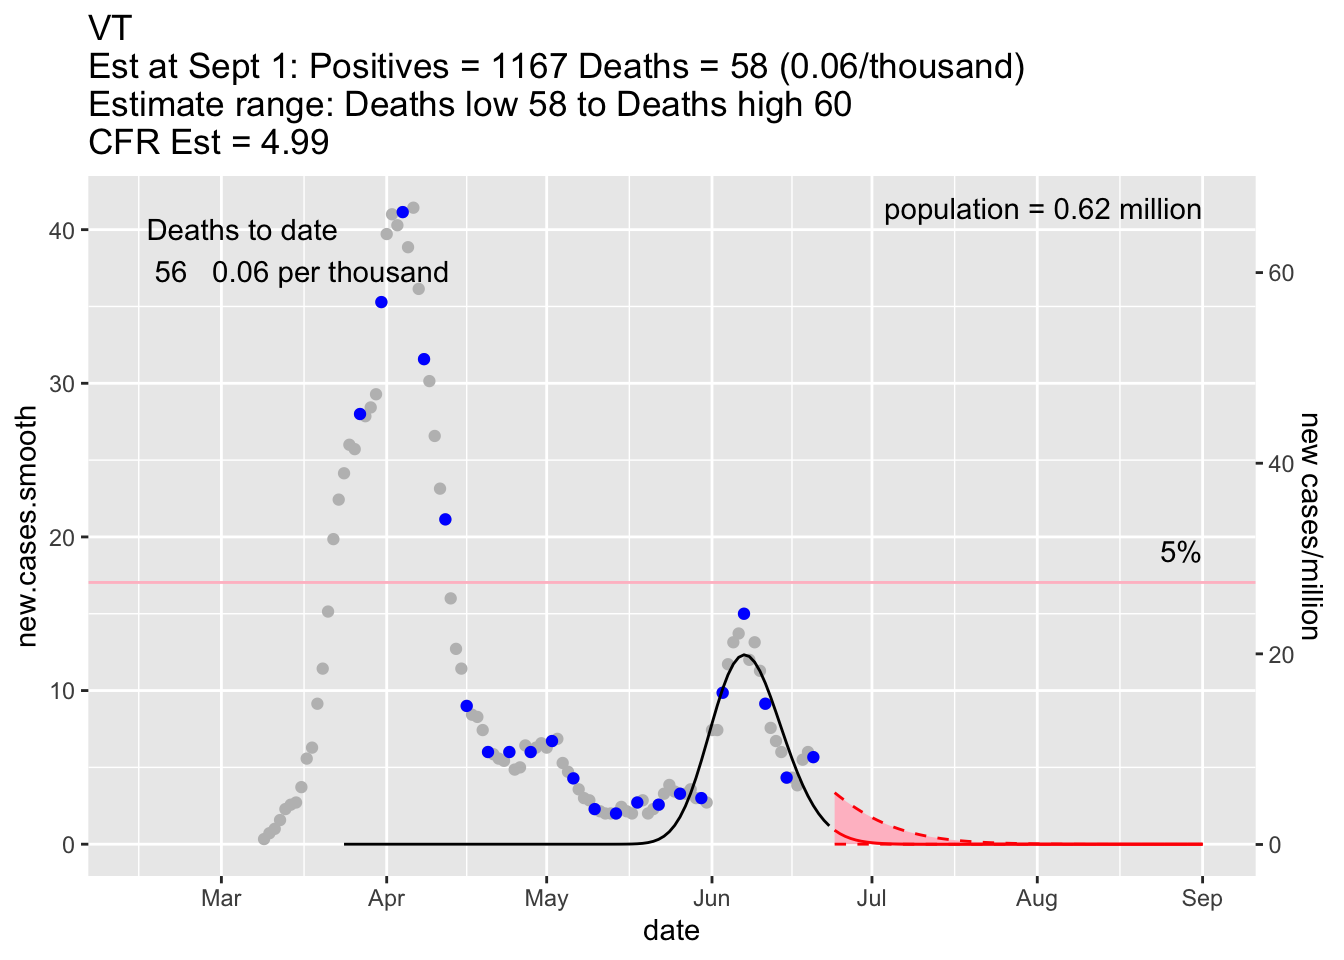 VT
Est at Sept 1: Positives = 1167 Deaths = 58 (0.06/thousand)
Estimate range: Deaths low 58 to Deaths high 60
CFR Est = 4.99
population = 0.62 million
Deaths to date
56 0.06 per thousand
5%
new.cases.smooth
40
30
20
10
0
new cases/million
60
40
20
0
Mar Apr May Jun Jul Aug Sep
date